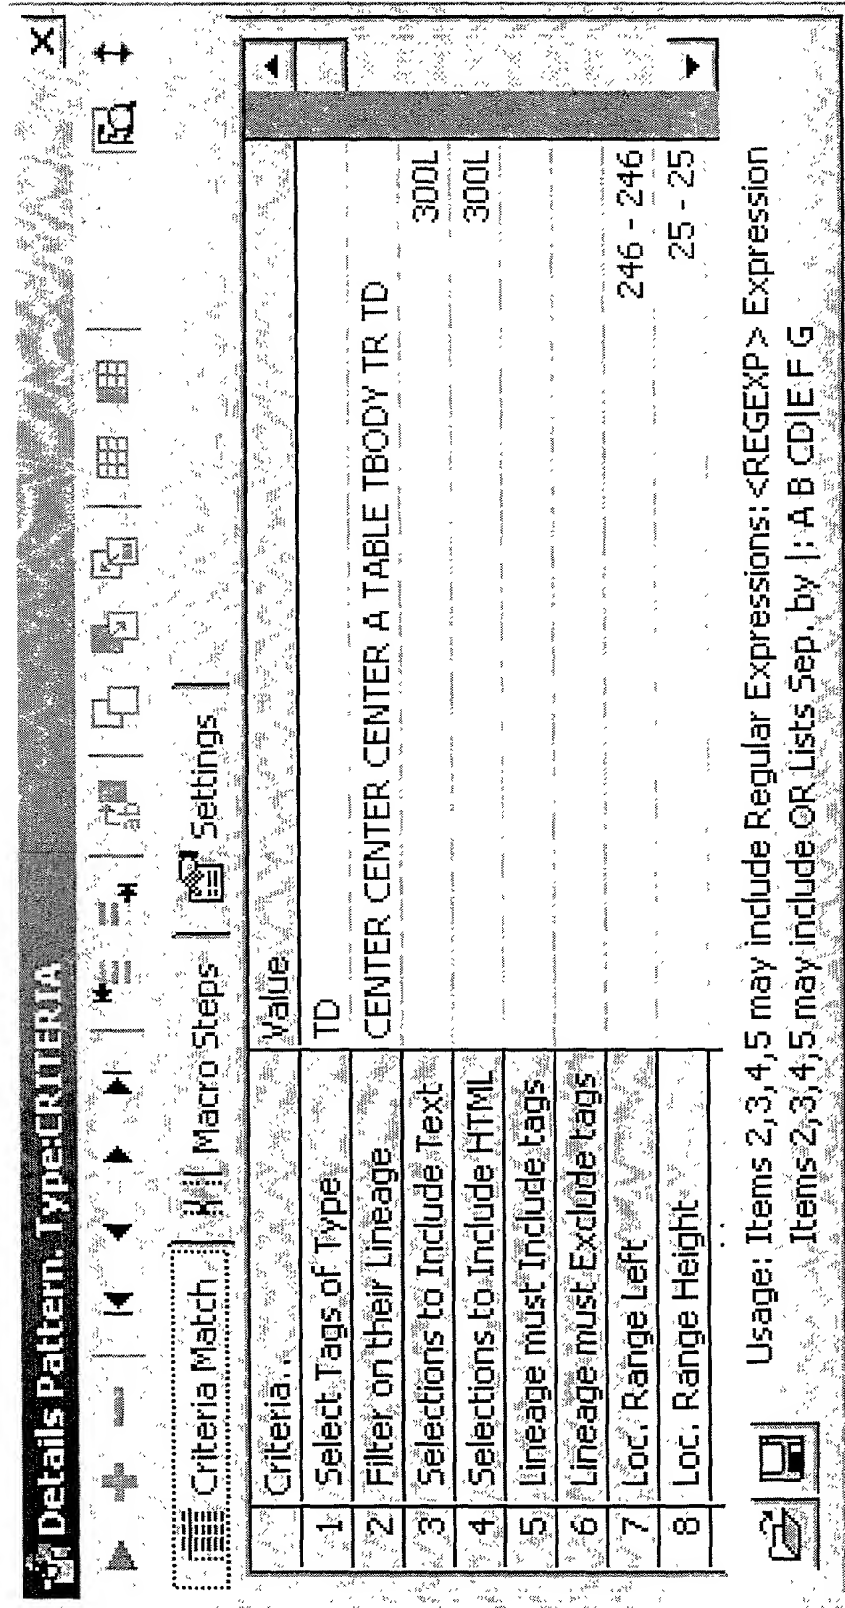 Details Pattern. Type:CRITERIA
Criteria Match
Macro Steps
Settings
Criteria... Value
1 Select Tags of Type TD
2 Filter on their Lineage CENTER CENTER CENTER A TABLE TBODY TR TD
3 Selections to Include Text 300L
4 Selections to Include HTML 300L
5 Lineage must Include tags
6 Lineage must Exclude tags
7 Loc. Range Left 246 - 246
8 Loc. Range Height 25 - 25
Usage: Items 2,3,4,5 may include Regular Expressions: <REGEXP> Expression
Items 2,3,4,5 may include OR Lists Sep. by |: A B CD|E F G